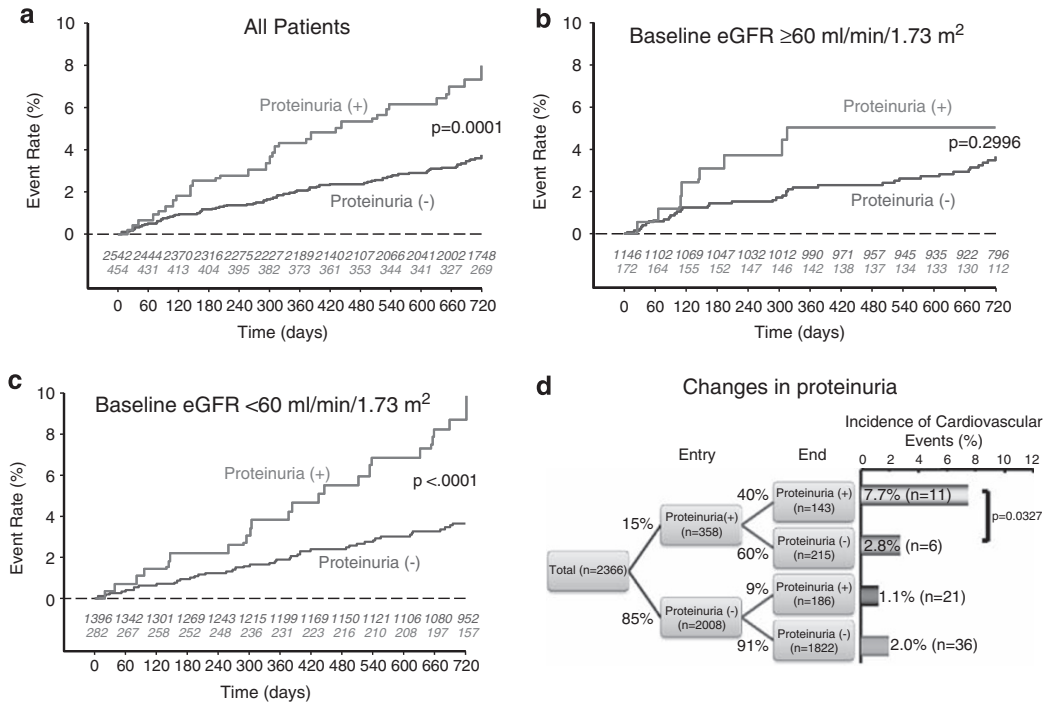 a
All Patients
10
8
6
4
2
0
Event Rate (%)
Proteinuria (+)
p=0.0001
Proteinuria (-)
2542 2444 2370 2316 2275 2227 2189 2140 2107 2066 2041 2002 1748
454 431 413 404 395 382 373 361 353 344 341 327 269
0 60 120 180 240 300 360 420 480 540 600 660 720
Time (days)
b
Baseline eGFR ≥60 ml/min/1.73 m²
10
8
6
4
2
0
Event Rate (%)
Proteinuria (+)
p=0.2996
Proteinuria (-)
1146 1102 1069 1047 1032 1012 990 971 957 945 935 922 796
172 164 155 152 147 146 142 138 137 134 133 130 112
0 60 120 180 240 300 360 420 480 540 600 660 720
Time (days)
c
Baseline eGFR <60 ml/min/1.73 m²
10
8
6
4
2
0
Event Rate (%)
Proteinuria (+)
p <.0001
Proteinuria (-)
1396 1342 1301 1269 1243 1215 1199 1169 1150 1121 1106 1080 952
282 267 258 252 248 236 231 223 216 210 208 197 157
0 60 120 180 240 300 360 420 480 540 600 660 720
Time (days)
d
Changes in proteinuria
Incidence of Cardiovascular
Events (%)
Entry
End
0 2 4 6 8 10 12
Total (n=2366)
15%
Proteinuria(+)
(n=358)
85%
Proteinuria (-)
(n=2008)
40%
Proteinuria (+)
(n=143)
7.7% (n=11)
60%
Proteinuria (-)
(n=215)
2.8% (n=6)
p=0.0327
9%
Proteinuria (+)
(n=186)
1.1% (n=21)
91%
Proteinuria (-)
(n=1822)
2.0% (n=36)